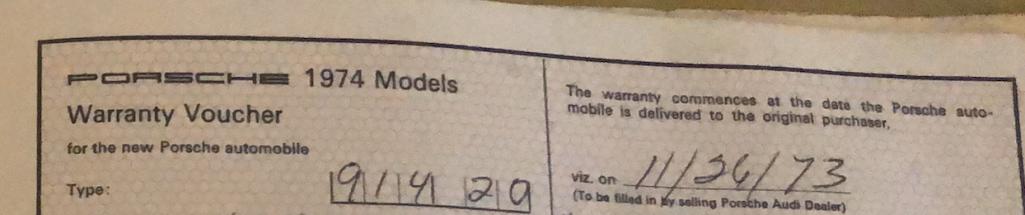 PORSCHE 1974 Models
Warranty Voucher
for the new Porsche automobile
Type: 914 29
The warranty commences at the date the Porsche auto-
mobile is delivered to the original purchaser,
viz. on 11/26/73
(To be filled in by selling Porsche Audi Dealer)